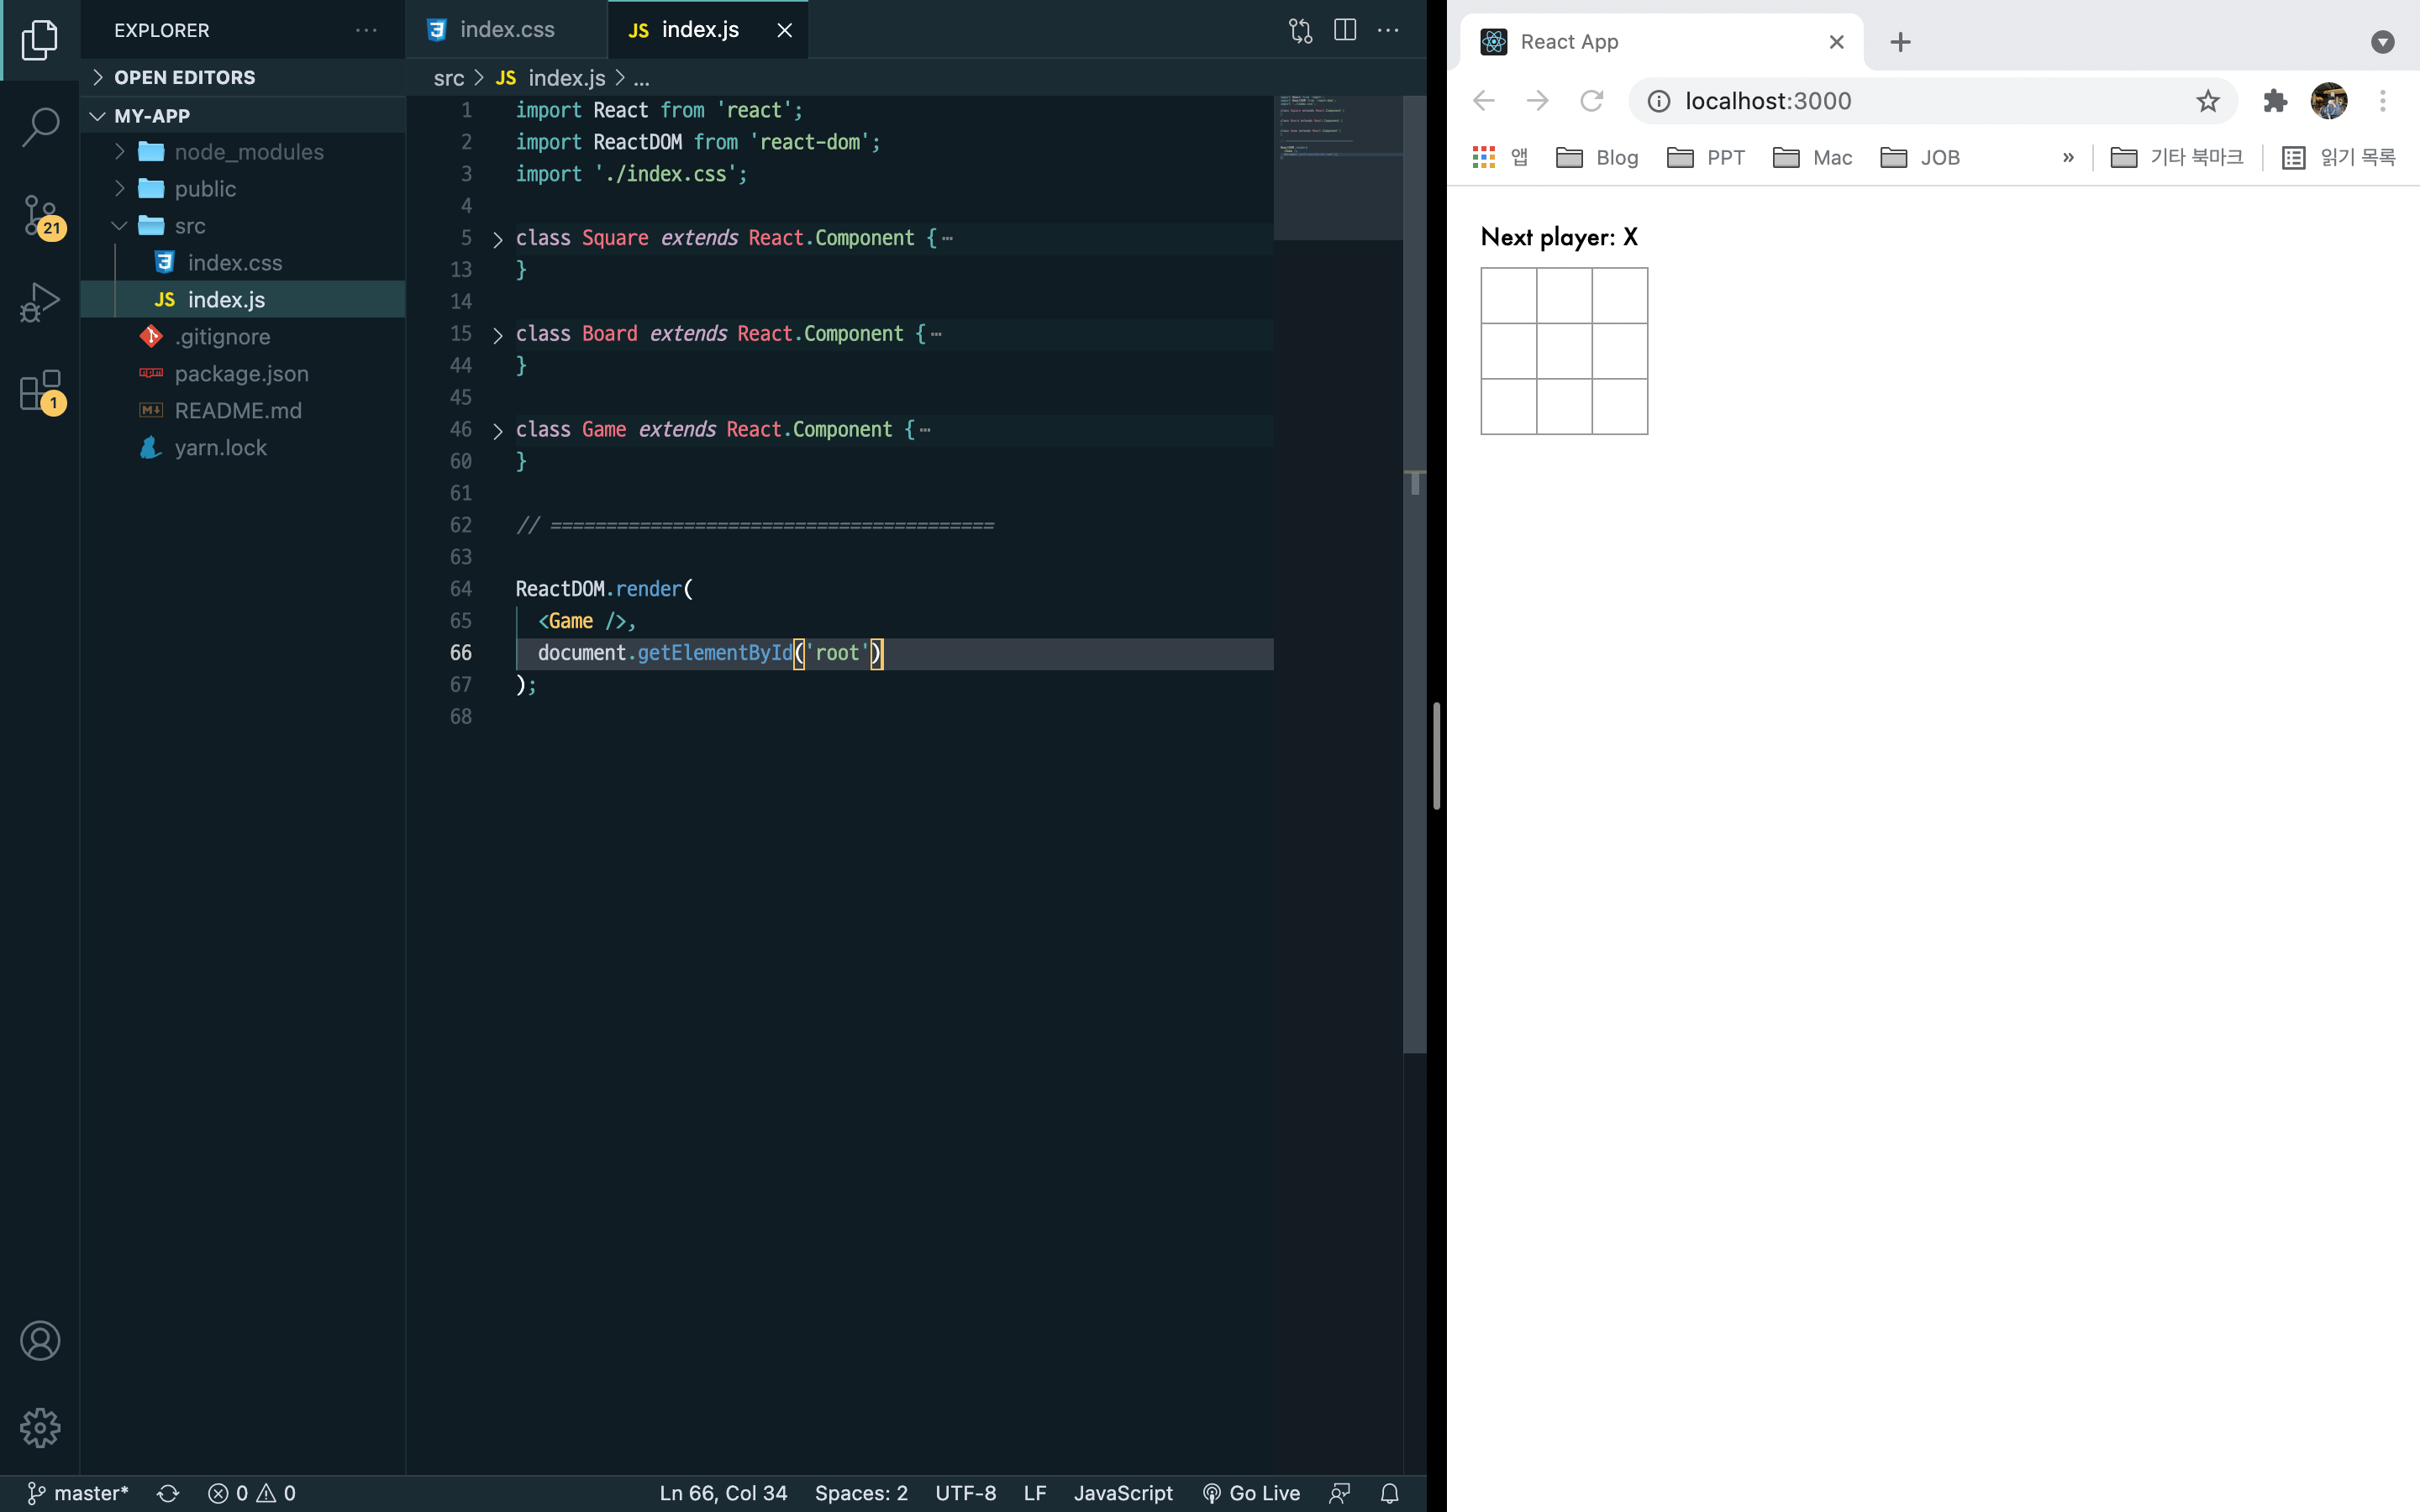 EXPLORER
OPEN EDITORS
MY-APP
node_modules
public
src
index.css
JS index.js
.gitignore
package.json
README.md
yarn.lock
21
1
index.css
JS index.js
src > JS index.js > ...
1 import React from 'react';
2 import ReactDOM from 'react-dom';
3 import './index.css';
4
5 class Square extends React.Component {⋯
13 }
14
15 class Board extends React.Component {⋯
44 }
45
46 class Game extends React.Component {⋯
60 }
61
62 // ========================================
63
64 ReactDOM.render(
65 <Game />,
66 document.getElementById('root')
67 );
68
master* 0 0
Ln 66, Col 34 Spaces: 2 UTF-8 LF JavaScript Go Live
React App
localhost:3000
앱 Blog PPT Mac JOB » 기타 북마크 읽기 목록
Next player: X